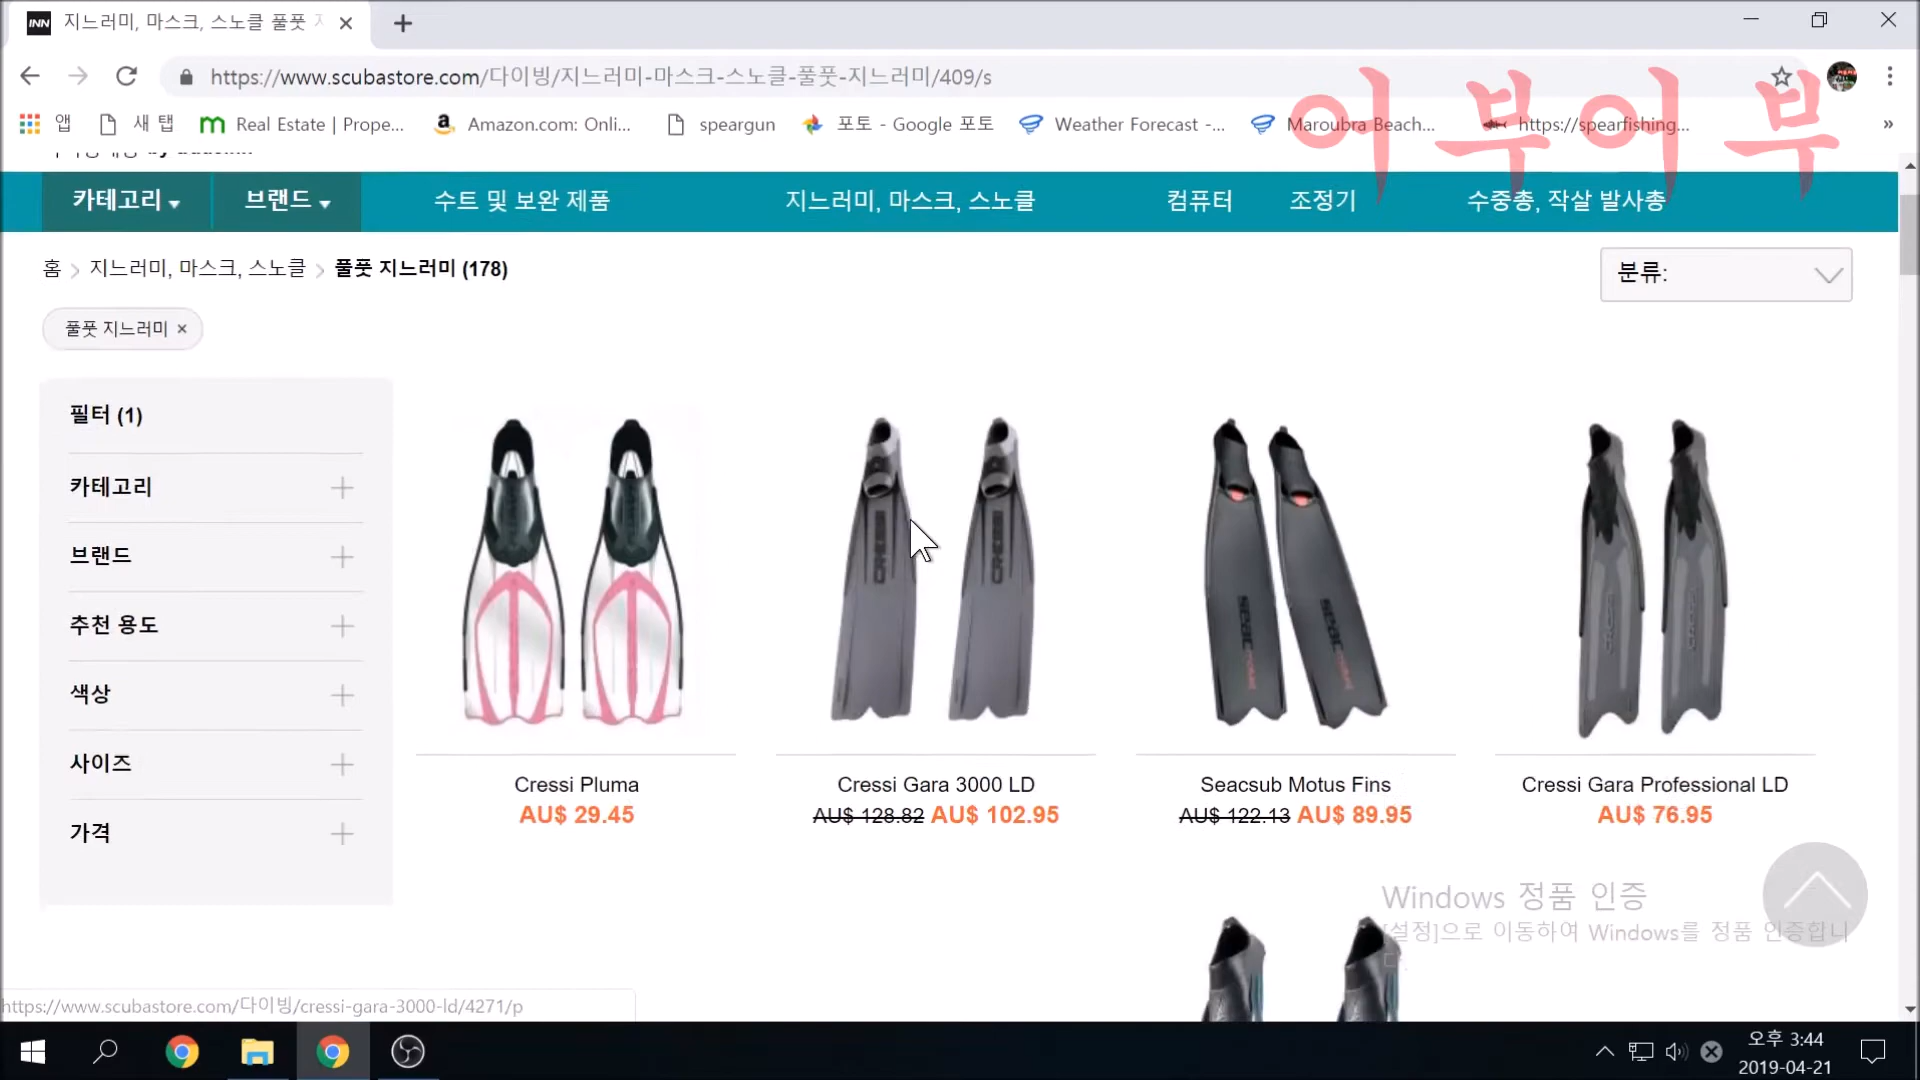 INN 지느러미, 마스크, 스노클 풀풋 지
https://www.scubastore.com/다이빙/지느러미-마스크-스노클-풀풋-지느러미/409/s
앱 새 탭 Real Estate | Prope... Amazon.com: Onli... speargun 포토 - Google 포토 Weather Forecast -... Maroubra Beach... https://spearfishing... »
어부어부
카테고리 브랜드 수트 및 보완 제품 지느러미, 마스크, 스노클 컴퓨터 조정기 수중총, 작살 발사총
홈 > 지느러미, 마스크, 스노클 > 풀풋 지느러미 (178)
분류:
풀풋 지느러미 ×
필터 (1)
카테고리
브랜드
추천 용도
색상
사이즈
가격
CRESSI CRESSI
seac seac
Cressi Pluma
AU$ 29.45
Cressi Gara 3000 LD
AU$ 128.82 AU$ 102.95
Seacsub Motus Fins
AU$ 122.13 AU$ 89.95
Cressi Gara Professional LD
AU$ 76.95
Windows 정품 인증
[설정]으로 이동하여 Windows를 정품 인증합니
다.
https://www.scubastore.com/다이빙/cressi-gara-3000-ld/4271/p
오후 3:44
2019-04-21